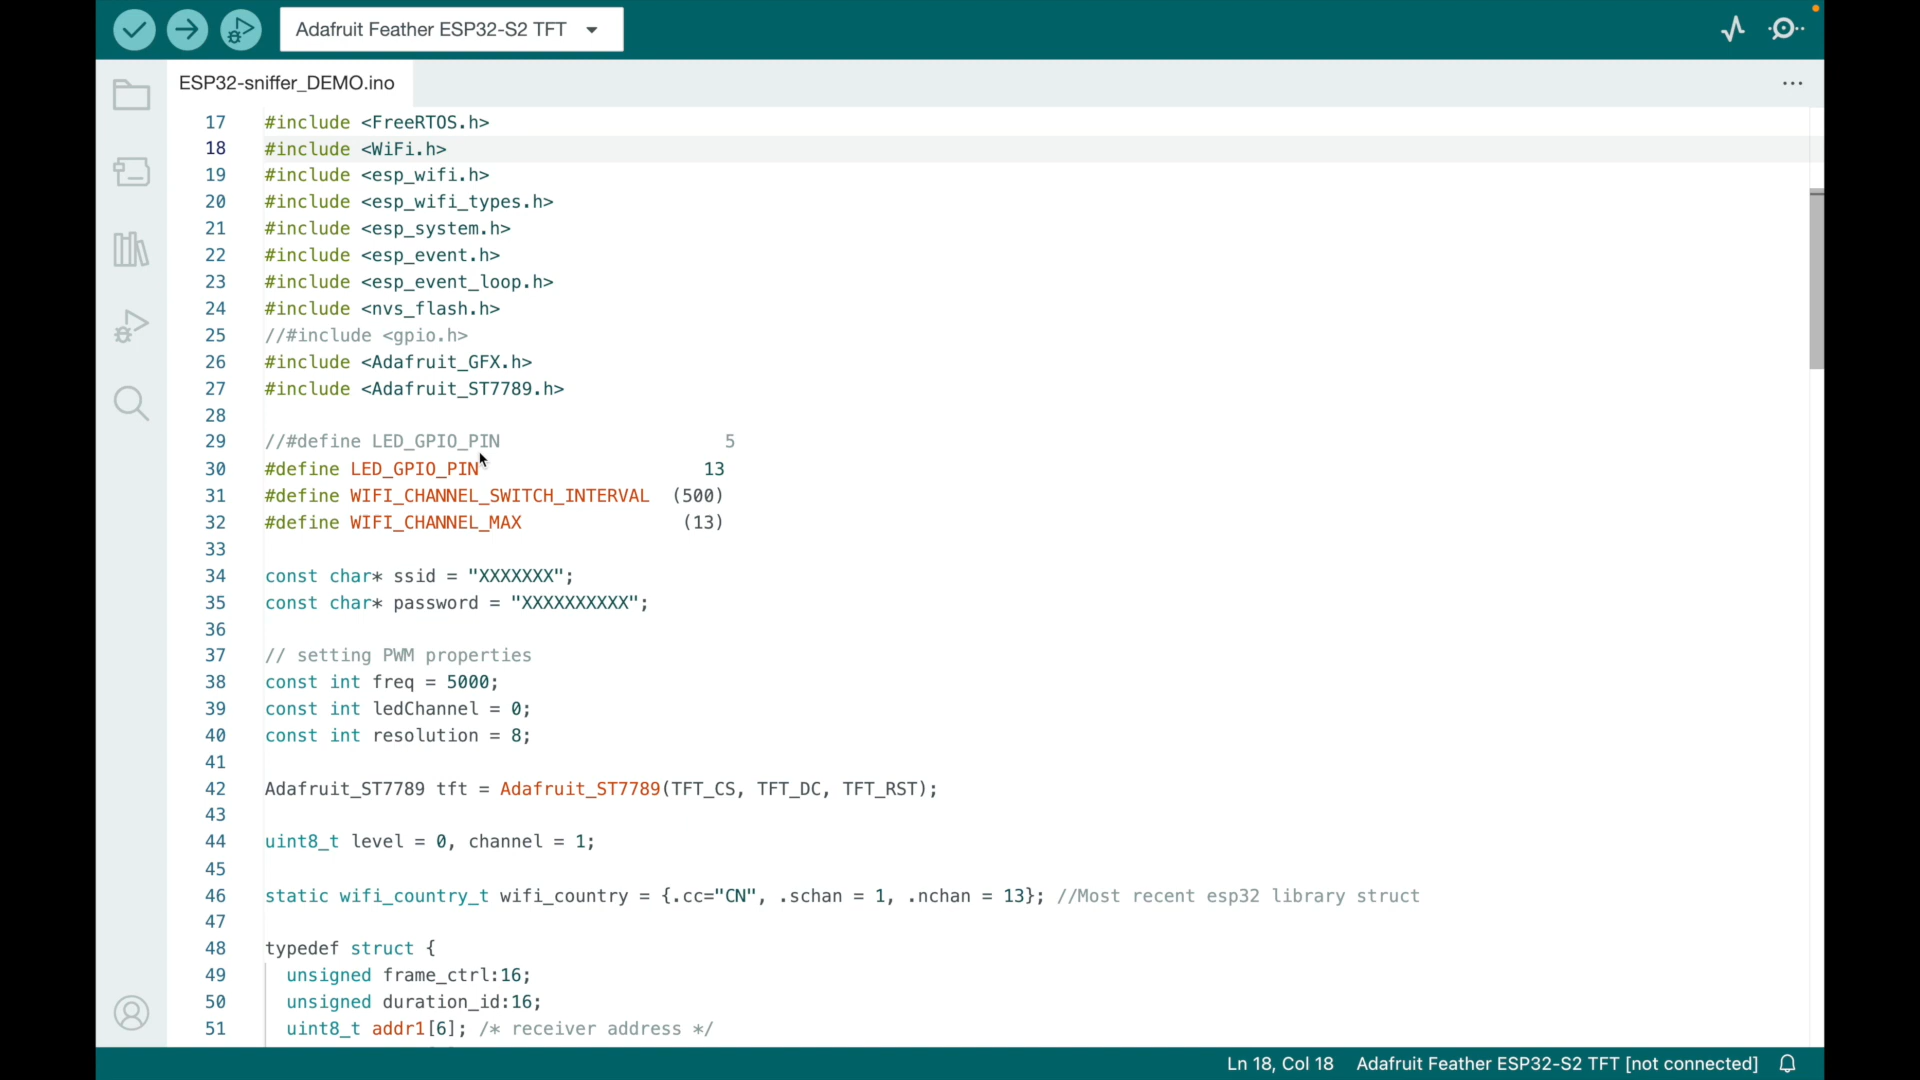 Adafruit Feather ESP32-S2 TFT
ESP32-sniffer_DEMO.ino
17 #include <FreeRTOS.h>
18 #include <WiFi.h>
19 #include <esp_wifi.h>
20 #include <esp_wifi_types.h>
21 #include <esp_system.h>
22 #include <esp_event.h>
23 #include <esp_event_loop.h>
24 #include <nvs_flash.h>
25 //#include <gpio.h>
26 #include <Adafruit_GFX.h>
27 #include <Adafruit_ST7789.h>
28
29 //#define LED_GPIO_PIN 5
30 #define LED_GPIO_PIN 13
31 #define WIFI_CHANNEL_SWITCH_INTERVAL (500)
32 #define WIFI_CHANNEL_MAX (13)
33
34 const char* ssid = "XXXXXXX";
35 const char* password = "XXXXXXXXXX";
36
37 // setting PWM properties
38 const int freq = 5000;
39 const int ledChannel = 0;
40 const int resolution = 8;
41
42 Adafruit_ST7789 tft = Adafruit_ST7789(TFT_CS, TFT_DC, TFT_RST);
43
44 uint8_t level = 0, channel = 1;
45
46 static wifi_country_t wifi_country = {.cc="CN", .schan = 1, .nchan = 13}; //Most recent esp32 library struct
47
48 typedef struct {
49 unsigned frame_ctrl:16;
50 unsigned duration_id:16;
51 uint8_t addr1[6]; /* receiver address */
Ln 18, Col 18 Adafruit Feather ESP32-S2 TFT [not connected]